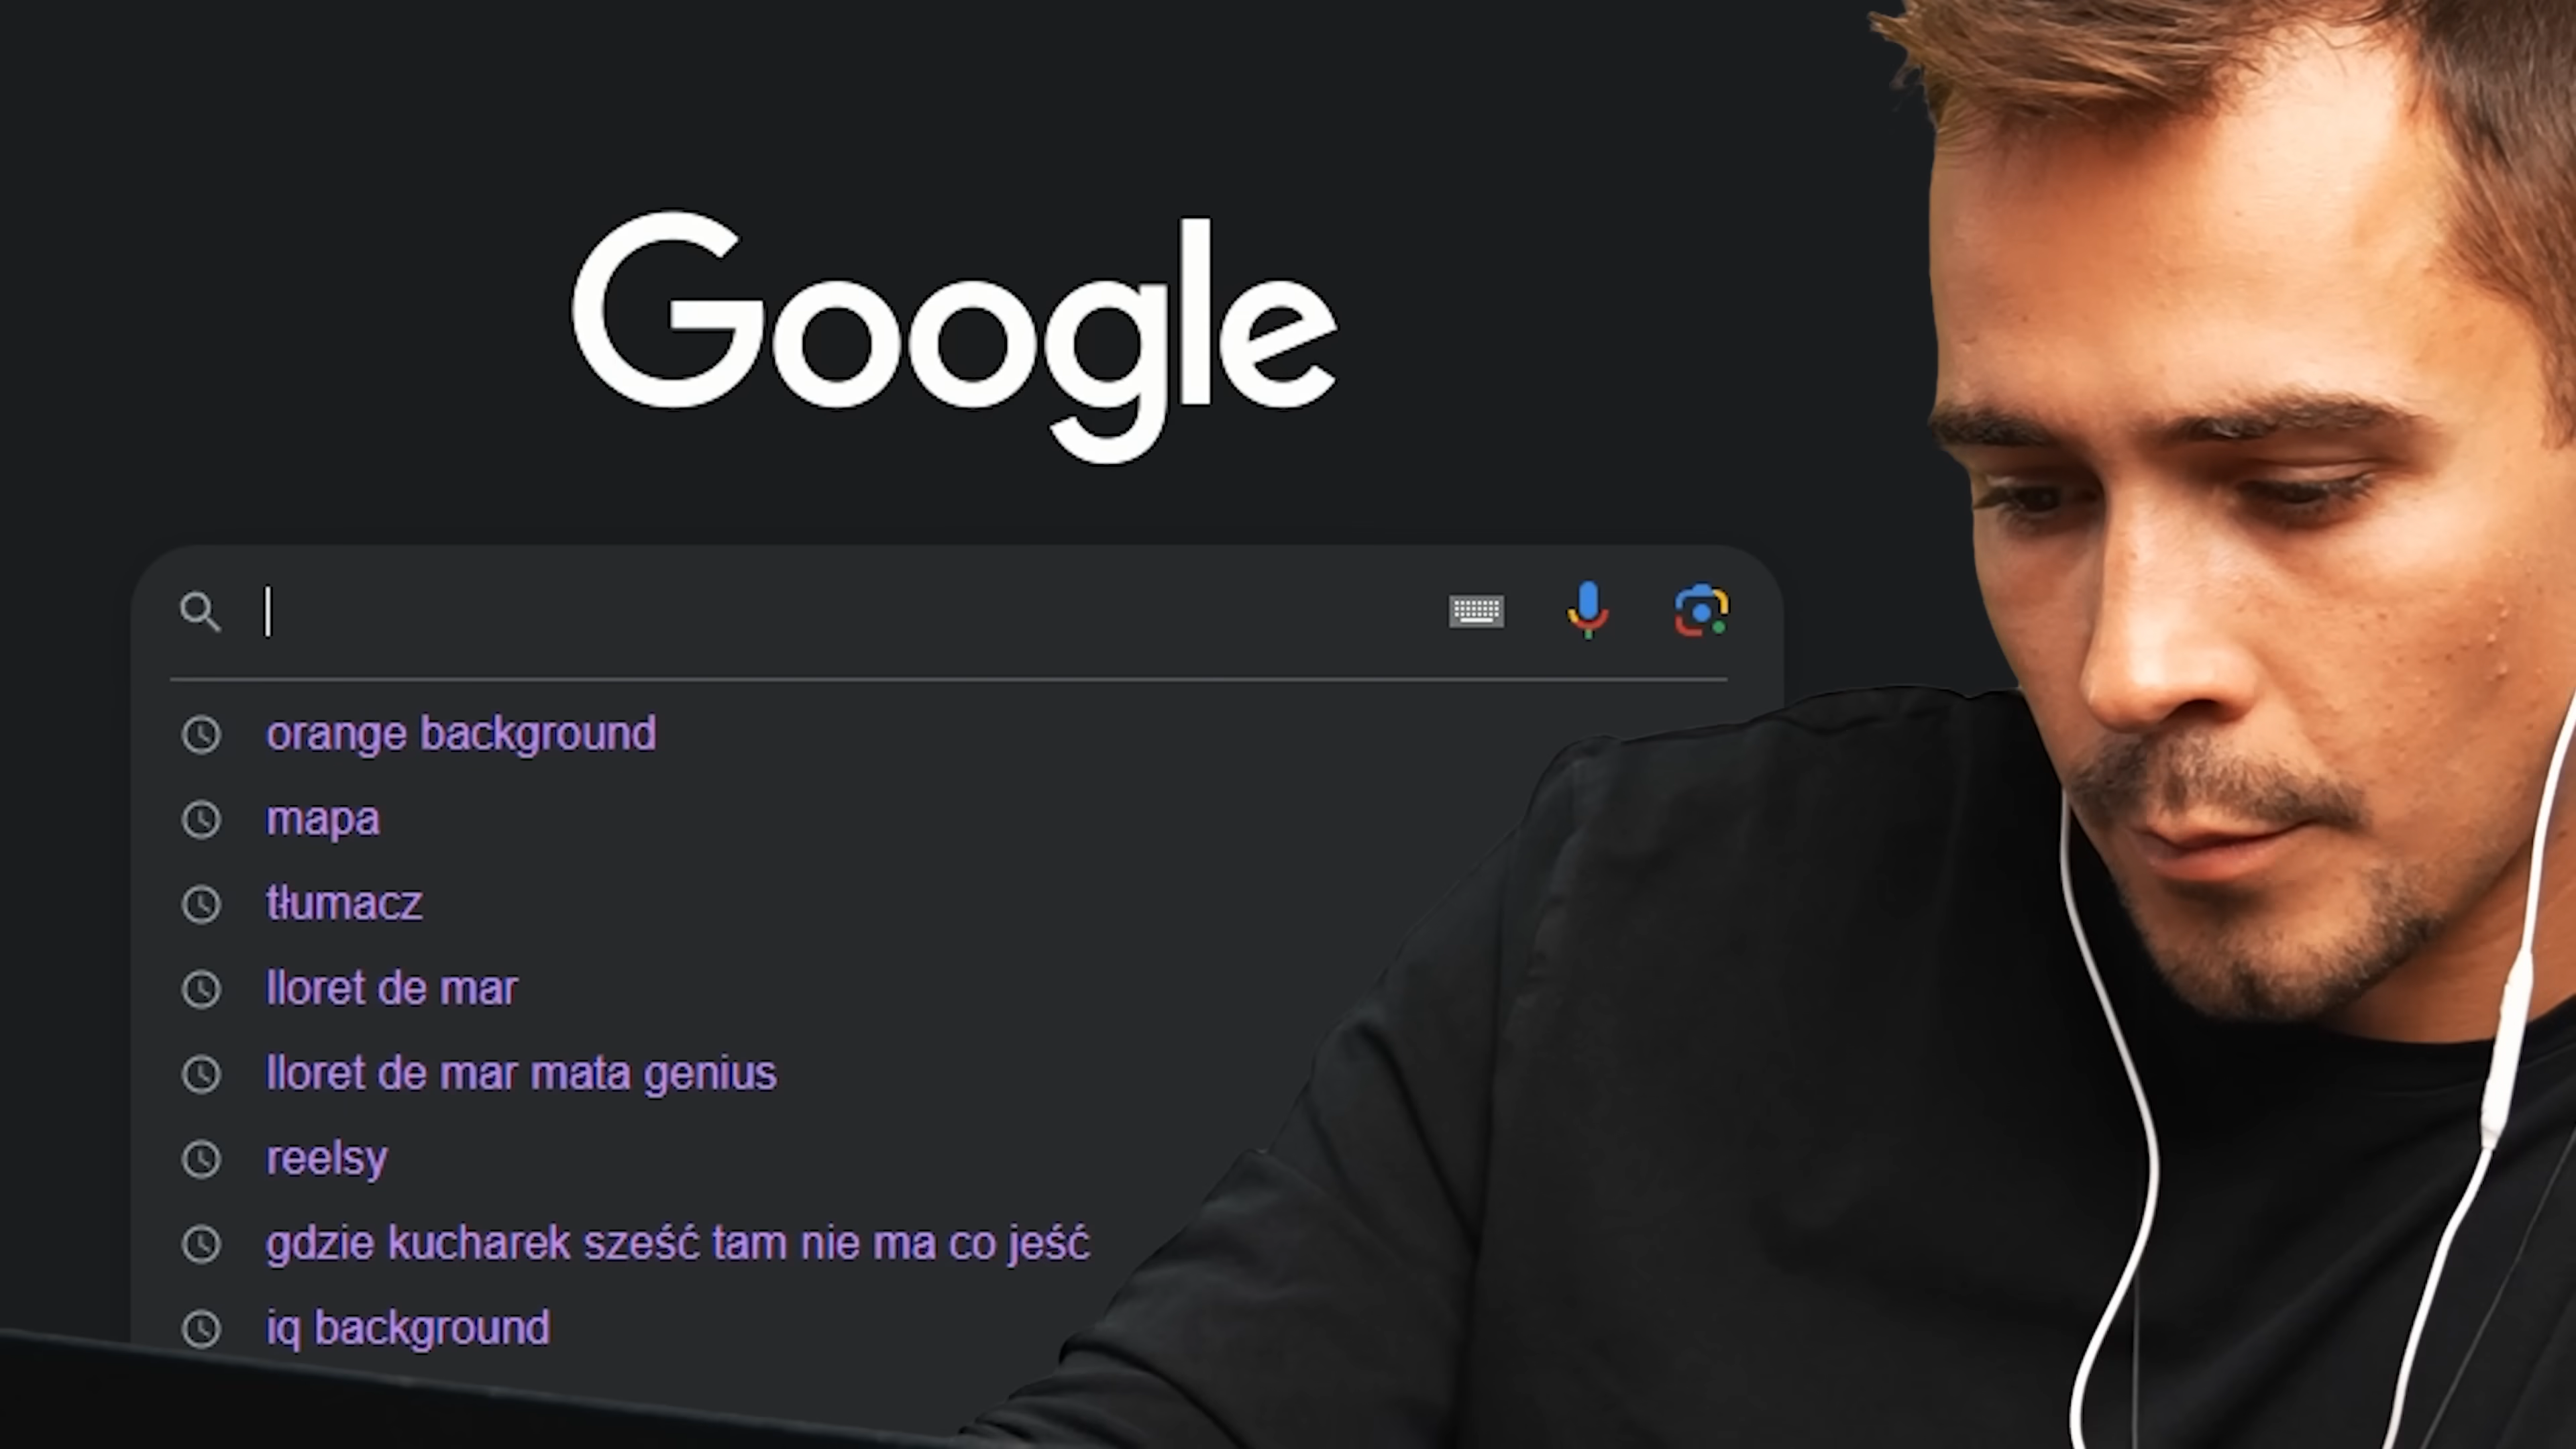 Google
orange background
mapa
tłumacz
lloret de mar
lloret de mar mata genius
reelsy
gdzie kucharek sześć tam nie ma co jeść
iq background